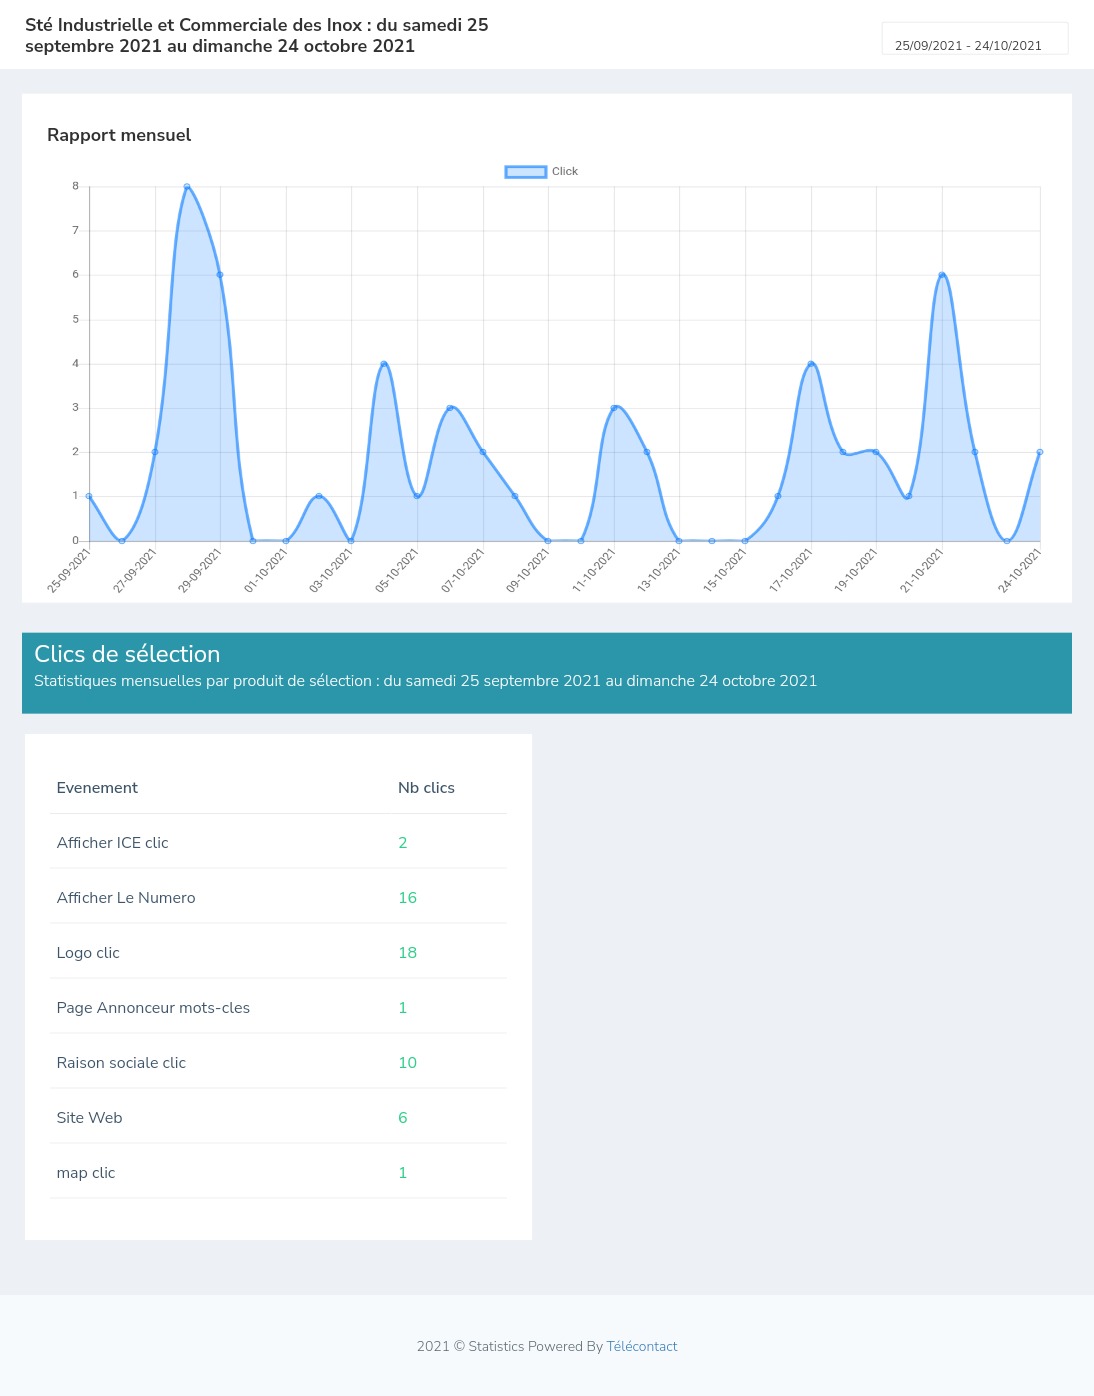 Sté Industrielle et Commerciale des Inox : du samedi 25
septembre 2021 au dimanche 24 octobre 2021
25/09/2021 - 24/10/2021
Rapport mensuel
Click
8
7
6
5
4
3
2
1
0
25-09-2021
27-09-2021
29-09-2021
01-10-2021
03-10-2021
05-10-2021
07-10-2021
09-10-2021
11-10-2021
13-10-2021
15-10-2021
17-10-2021
19-10-2021
21-10-2021
24-10-2021
Clics de sélection
Statistiques mensuelles par produit de sélection : du samedi 25 septembre 2021 au dimanche 24 octobre 2021
Evenement Nb clics
Afficher ICE clic 2
Afficher Le Numero 16
Logo clic 18
Page Annonceur mots-cles 1
Raison sociale clic 10
Site Web 6
map clic 1
2021 © Statistics Powered By Télécontact